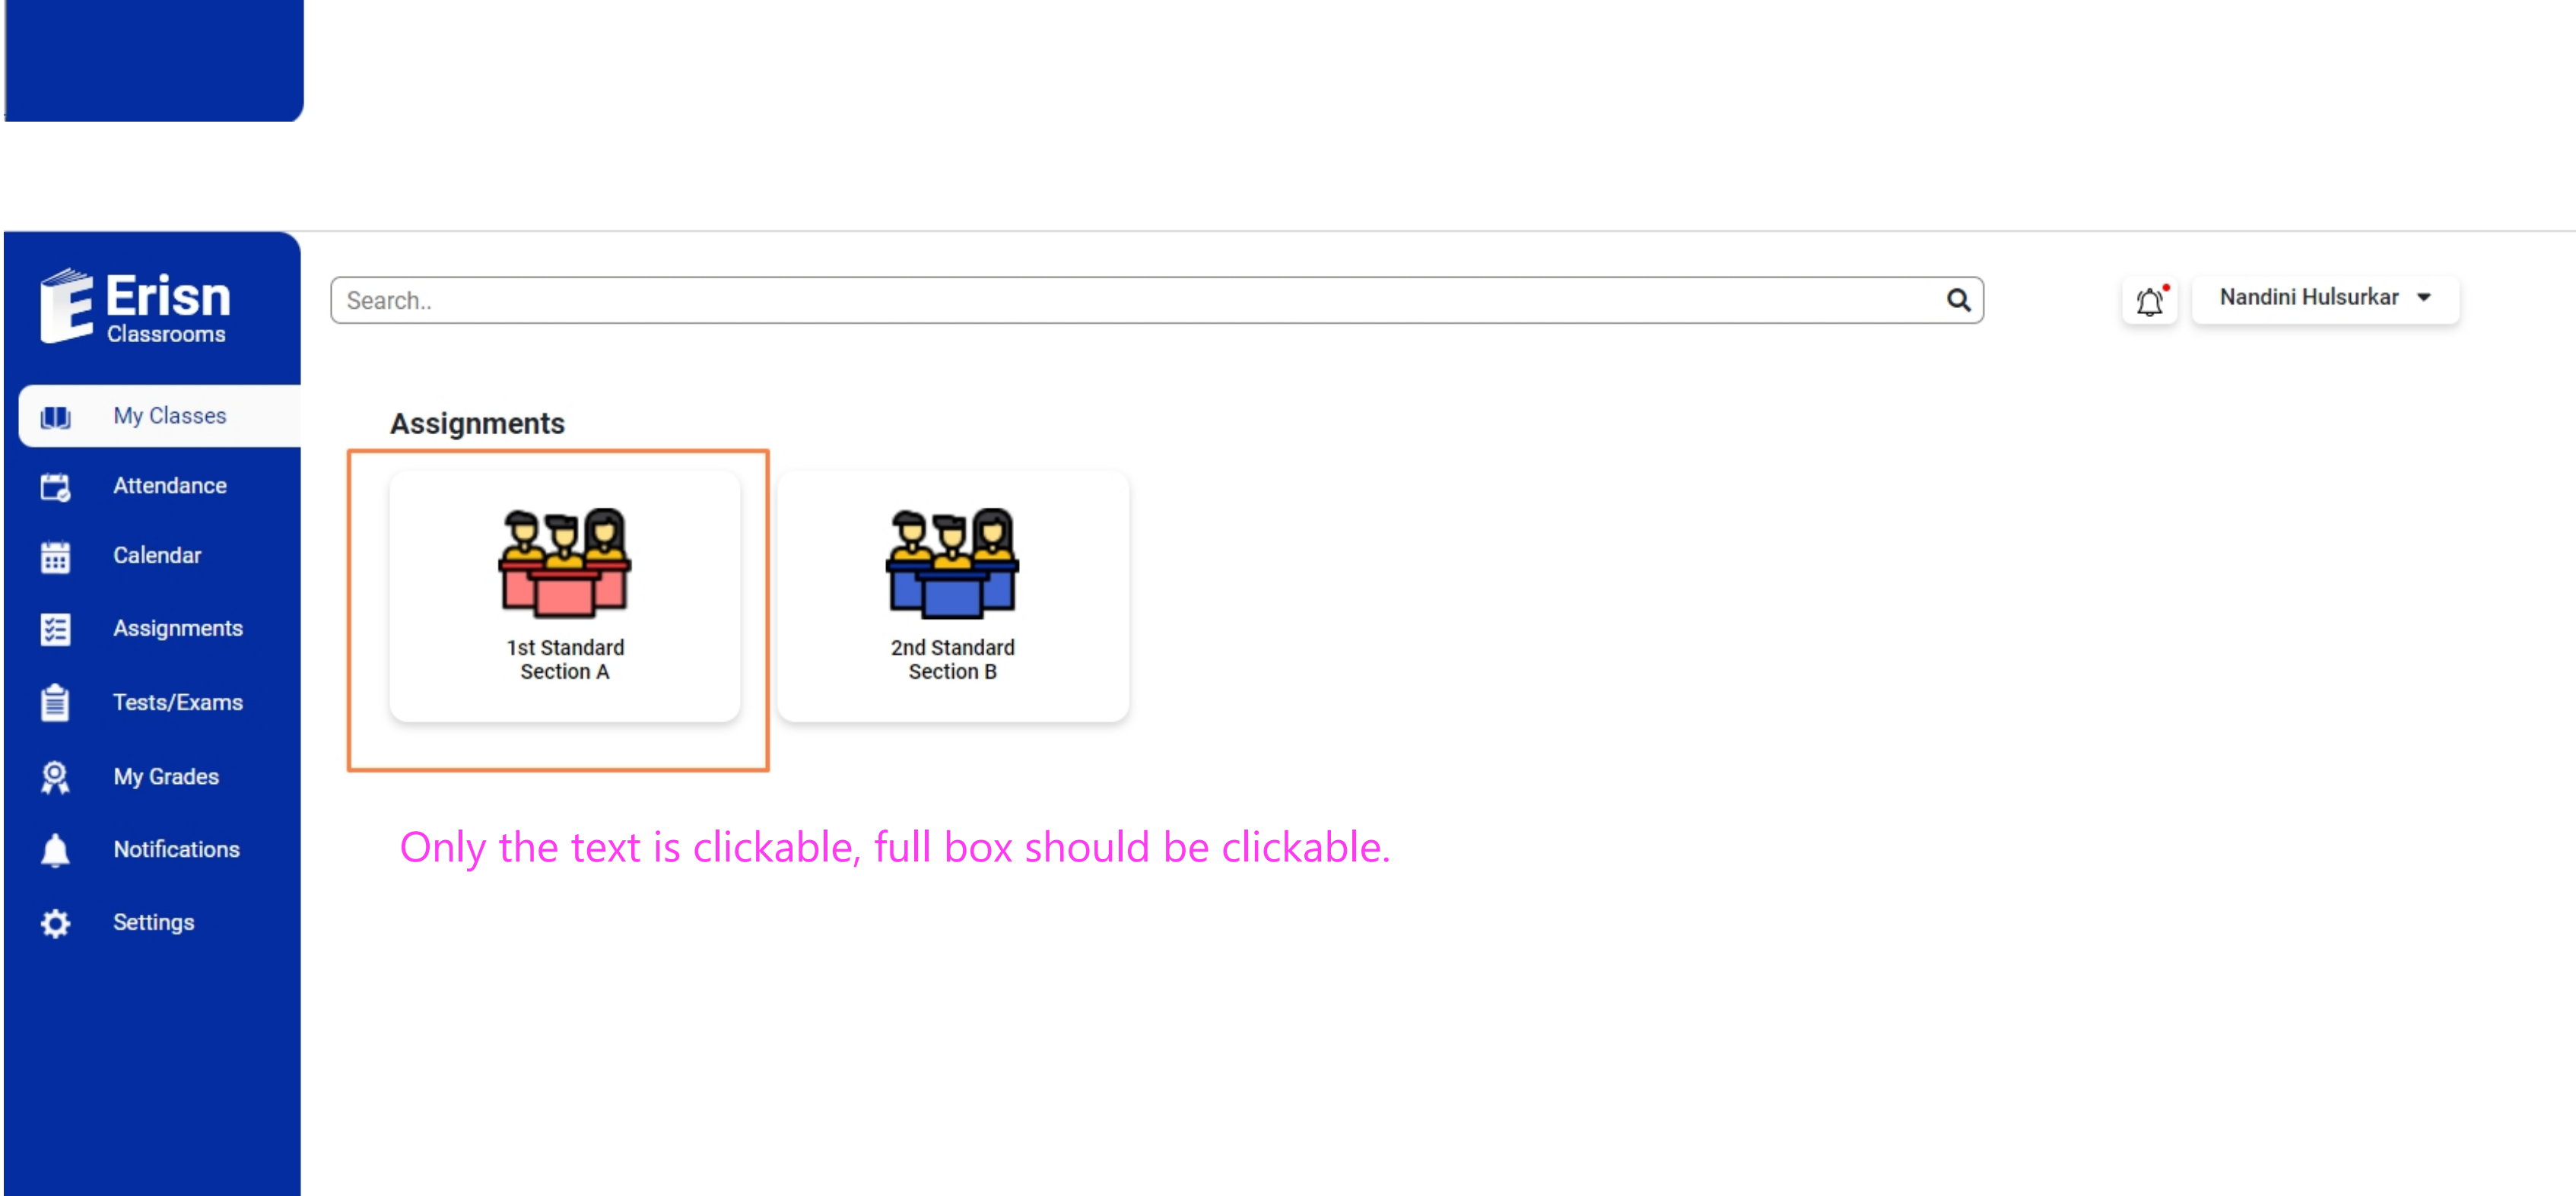 Erisn
Classrooms
Search..
Nandini Hulsurkar
My Classes
Attendance
Calendar
Assignments
Tests/Exams
My Grades
Notifications
Settings
Assignments
1st Standard
Section A
2nd Standard
Section B
Only the text is clickable, full box should be clickable.